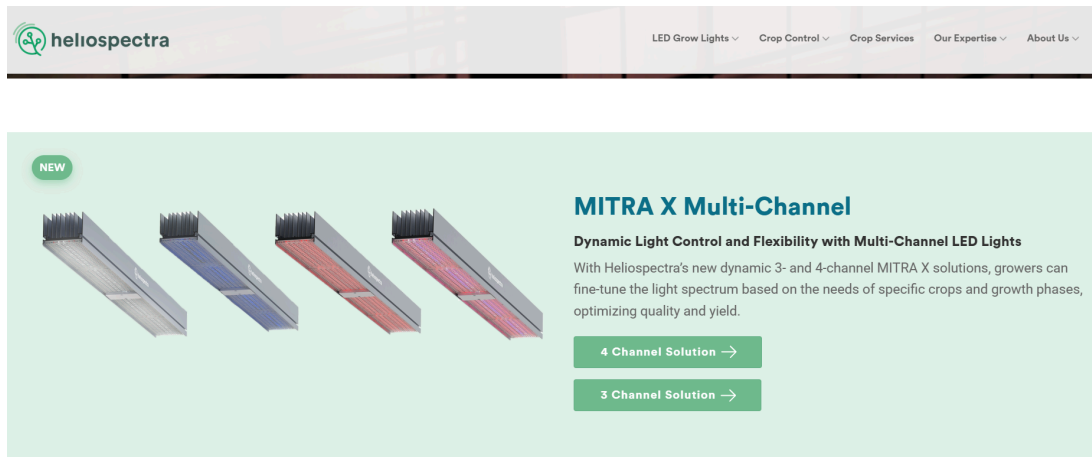 heliospectra
LED Grow Lights
Crop Control
Crop Services
Our Expertise
About Us
NEW
MITRA X Multi-Channel
Dynamic Light Control and Flexibility with Multi-Channel LED Lights
With Heliospectra's new dynamic 3- and 4-channel MITRA X solutions, growers can
fine-tune the light spectrum based on the needs of specific crops and growth phases,
optimizing quality and yield.
4 Channel Solution →
3 Channel Solution →